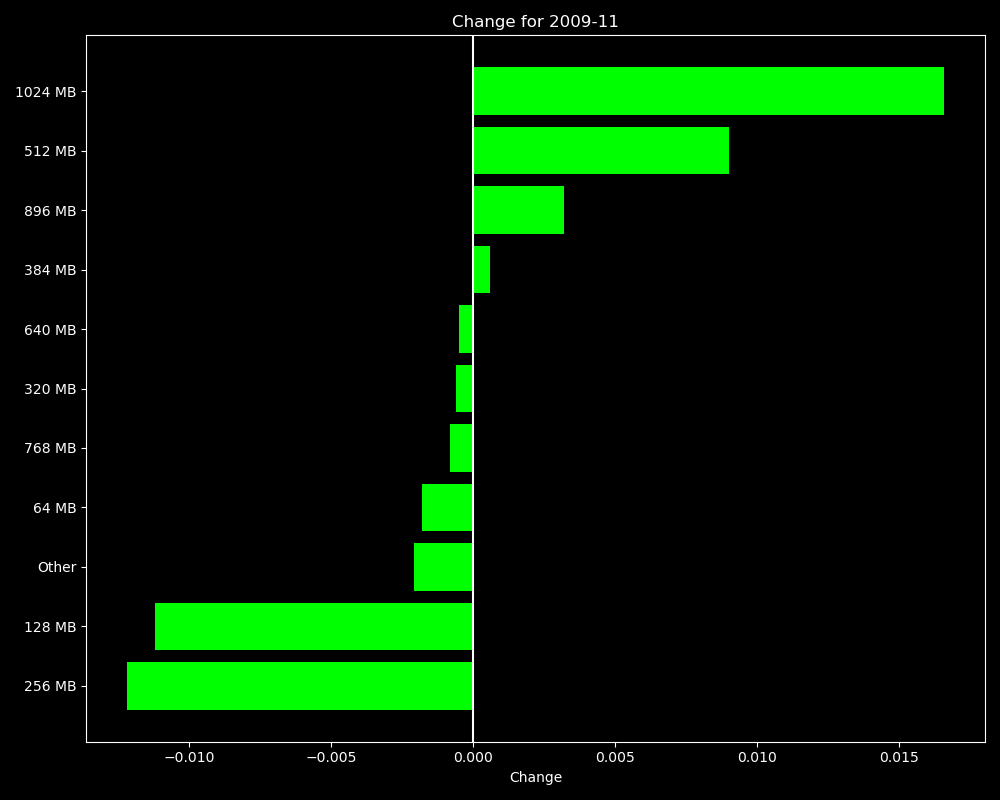 Change for 2009-11
1024 MB
512 MB
896 MB
384 MB
640 MB
320 MB
768 MB
64 MB
Other
128 MB
256 MB
−0.010 −0.005 0.000 0.005 0.010 0.015
Change